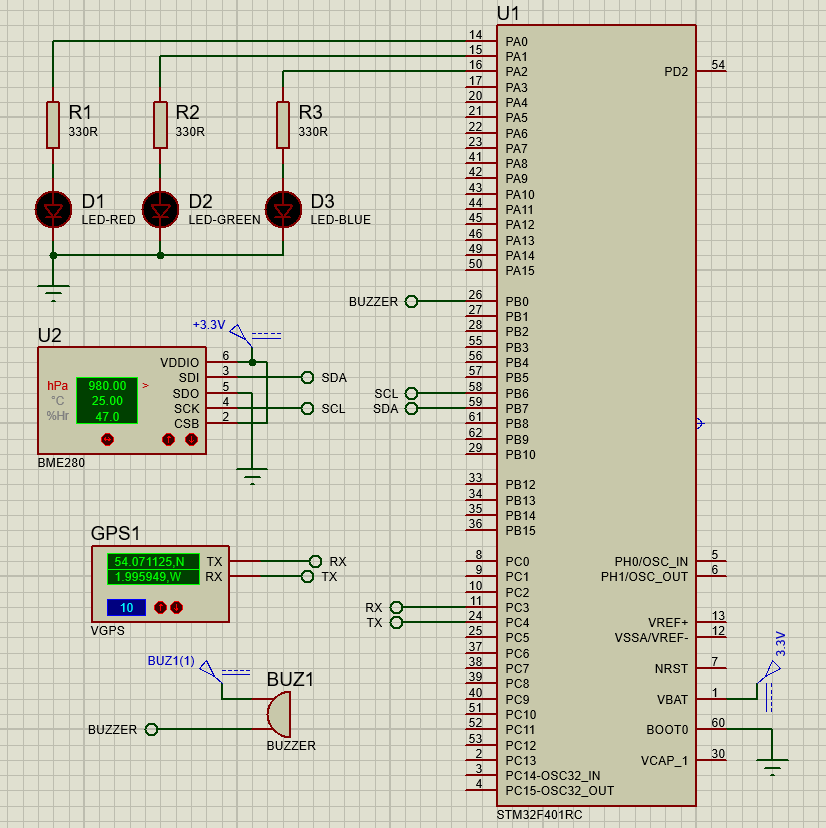 U1
14 PA0
15 PA1
16 PA2
17 PA3
20 PA4
21 PA5
22 PA6
23 PA7
41 PA8
42 PA9
43 PA10
44 PA11
45 PA12
46 PA13
49 PA14
50 PA15
26 PB0
27 PB1
28 PB2
55 PB3
56 PB4
57 PB5
58 PB6
59 PB7
61 PB8
62 PB9
29 PB10
33 PB12
34 PB13
35 PB14
36 PB15
8 PC0
9 PC1
10 PC2
11 PC3
24 PC4
25 PC5
37 PC6
38 PC7
39 PC8
40 PC9
51 PC10
52 PC11
53 PC12
2 PC13
3 PC14-OSC32_IN
4 PC15-OSC32_OUT
PD2 54
PH0/OSC_IN 5
PH1/OSC_OUT 6
VREF+ 13
VSSA/VREF- 12
NRST 7
VBAT 1
BOOT0 60
VCAP_1 30
3.3V
STM32F401RC
R1
330R
R2
330R
R3
330R
D1
LED-RED
D2
LED-GREEN
D3
LED-BLUE
BUZZER
SCL
SDA
RX
TX
U2
+3.3V
hPa 980.00 >
°C 25.00
%Hr 47.0
VDDIO 6
SDI 3 SDA
SDO 5
SCK 4 SCL
CSB 2
BME280
GPS1
54.071125,N TX RX
1.995949,W RX TX
10
VGPS
BUZ1(1)
BUZ1
BUZZER
BUZZER